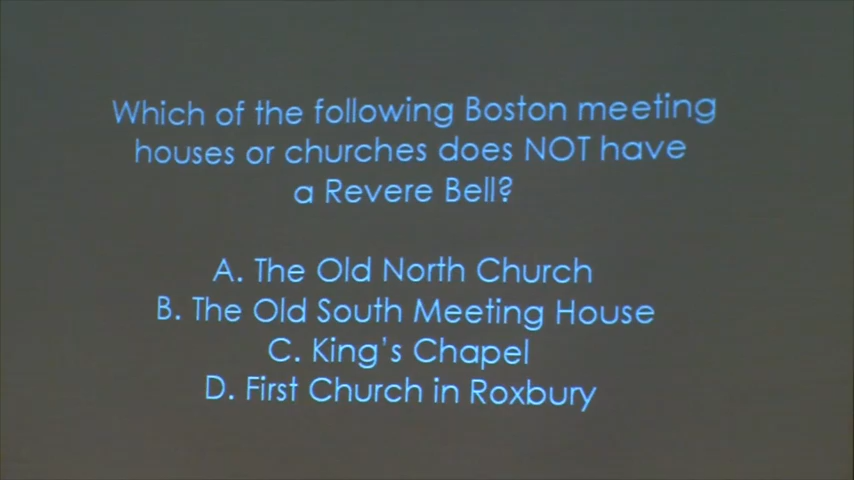 Which of the following Boston meeting
houses or churches does NOT have
a Revere Bell?
A. The Old North Church
B. The Old South Meeting House
C. King's Chapel
D. First Church in Roxbury